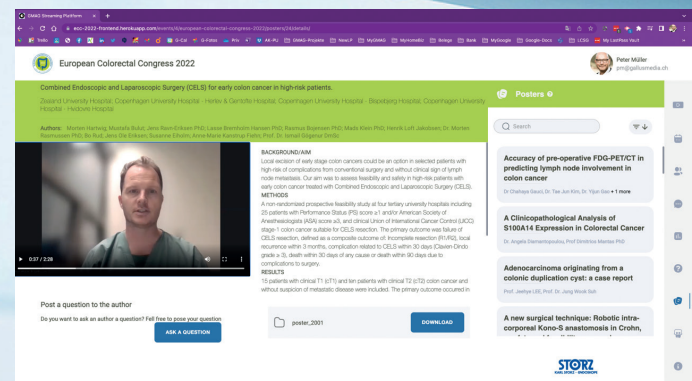 GMAG Streaming Platform
ecc-2022-frontend.herokuapp.com/events/4/european-colorectal-congress-2022/posters/24details/
European Colorectal Congress 2022
Peter Müller
pm@gallusmedia.ch
Combined Endoscopic and Laparoscopic Surgery (CELS) for early colon cancer in high-risk patients.
Zealand University Hospital, Copenhagen University Hospital - Herlev & Gentofte Hospital, Copenhagen University Hospital - Bispebjerg Hospital, Copenhagen University
Hospital - Hvidovre Hospital
Authors: Morten Hartwig, Mustafa Bulut, Jens Ravn Eriksen PhD, Lasse Bremholm Hansen PhD, Rasmus Bojensen PhD, Mads Klein PhD, Henrik Loft Jakobsen, Dr. Morten
Rasmussen PhD, Bo Rud, Jens Ole Eriksen, Susanne Eiholm, Anne-Marie Kanstrup Fiehn, Prof. Dr. Ismail Gögenur DmSc
Posters
Search
BACKGROUND/AIM
Local excision of early stage colon cancers could be an option in selected patients with
high-risk of complications from conventional surgery and without clinical sign of lymph
node metastasis. Our aim was to assess feasibility and safety in high-risk patients with
early colon cancer treated with Combined Endoscopic and Laparoscopic Surgery (CELS).
METHODS
A non-randomized prospective feasibility study at four tertiary university hospitals including
25 patients with Performance Status (PS) score ≥1 and/or American Society of
Anesthesiologists (ASA) score ≥3, and clinical Union of International Cancer Control (UICC)
stage-1 colon cancer suitable for CELS resection. The primary outcome was failure of
CELS resection, defined as a composite outcome of: Incomplete resection (R1/R2), local
recurrence within 3 months, complication related to CELS within 30 days (Clavien-Dindo
grade ≥ 3), death within 30 days of any cause or death within 90 days due to
complications to surgery.
RESULTS
15 patients with clinical T1 (cT1) and ten patients with clinical T2 (cT2) colon cancer and
without suspicion of metastatic disease were included. The primary outcome occurred in
0:37 / 2:28
Accuracy of pre-operative FDG-PET/CT in
predicting lymph node involvement in
colon cancer
Dr Chahaya Gauci, Dr. Tae Jun Kim, Dr. Yijun Gao + 1 more
A Clinicopathological Analysis of
S100A14 Expression in Colorectal Cancer
Dr. Angela Diamantopoulou, Prof Dimitrios Mantas PhD
Adenocarcinoma originating from a
colonic duplication cyst: a case report
Prof. Jaehye LEE, Prof. Dr. Jung Wook Suh
A new surgical technique: Robotic intra-
corporeal Kono-S anastomosis in Crohn,
Post a question to the author
Do you want to ask an author a question? Fell free to pose your question
ASK A QUESTION
poster_2001
DOWNLOAD
STORZ
KARL STORZ – ENDOSKOPE